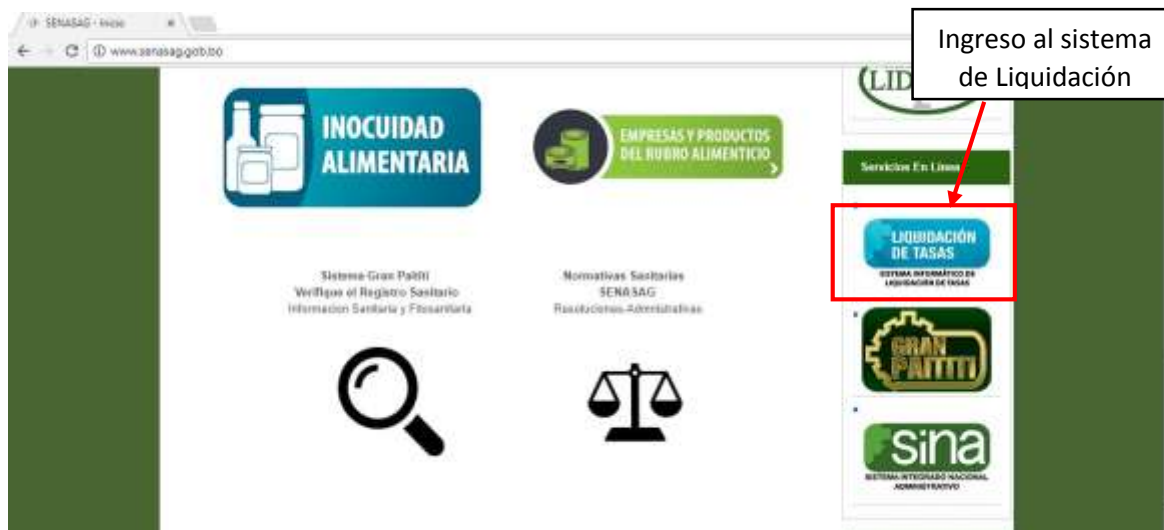 SENASAG - Inicio
www.senasag.gob.bo
Ingreso al sistema
de Liquidación
INOCUIDAD
ALIMENTARIA
EMPRESAS Y PRODUCTOS
DEL RUBRO ALIMENTICIO
Servicios En
Sistema Gran Paititi
Verifique el Registro Sanitario
Informacion Sanitaria y Fitosanitaria
Normativas Sanitarias
SENASAG
Resoluciones-Administrativas
LIQUIDACIÓN
DE TASAS
SISTEMA INFORMÁTICO DE
LIQUIDACIÓN DE TASAS
GRAN
PAITITI
sina
SISTEMA INTEGRADO NACIONAL
ADMINISTRATIVO